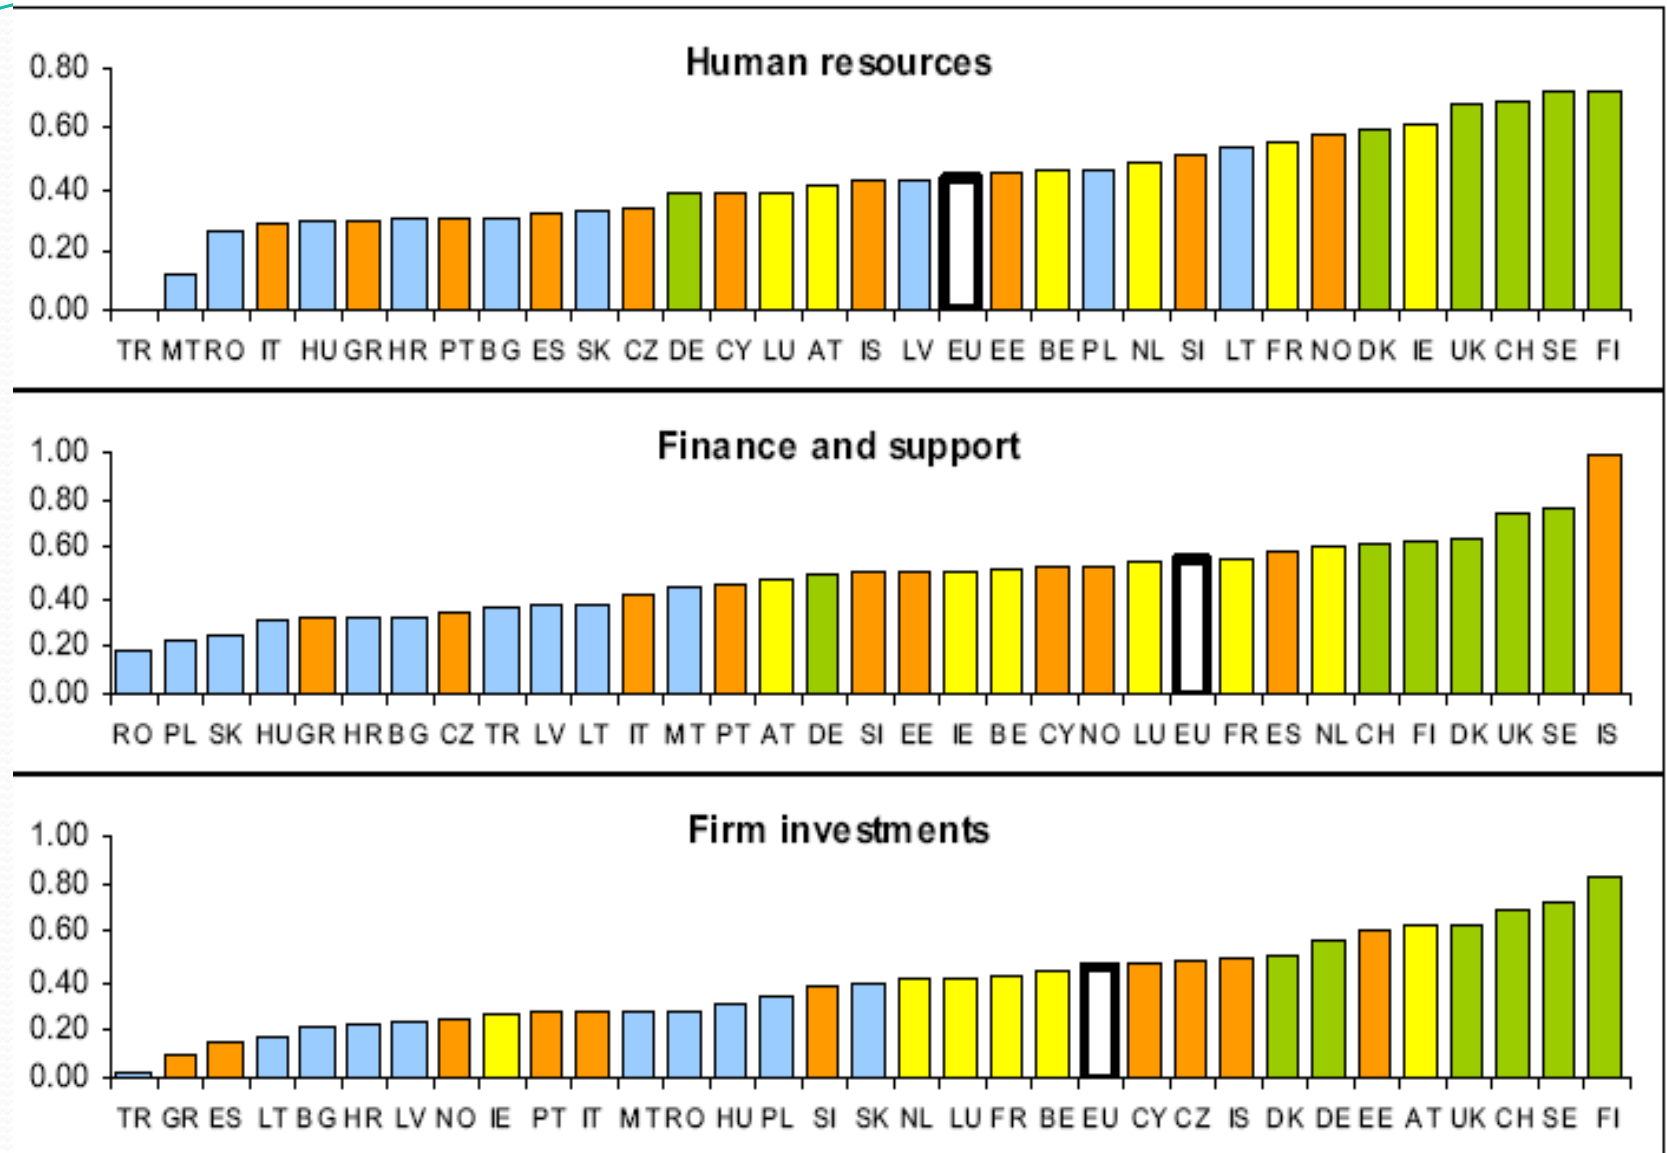 Human resources
0.80
0.60
0.40
0.20
0.00
TR MT RO IT HU GR HR PT BG ES SK CZ DE CY LU AT IS LV EU EE BE PL NL SI LT FR NO DK IE UK CH SE FI
Finance and support
1.00
0.80
0.60
0.40
0.20
0.00
RO PL SK HU GR HR BG CZ TR LV LT IT MT PT AT DE SI EE IE BE CY NO LU EU FR ES NL CH FI DK UK SE IS
Firm investments
1.00
0.80
0.60
0.40
0.20
0.00
TR GR ES LT BG HR LV NO IE PT IT MT RO HU PL SI SK NL LU FR BE EU CY CZ IS DK DE EE AT UK CH SE FI